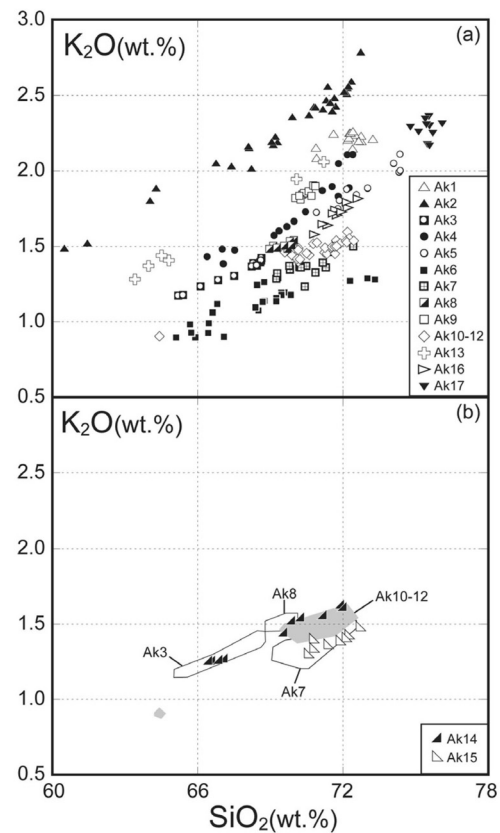 K₂O(wt.%)
(a)
3.0
2.5
2.0
1.5
1.0
0.5
Ak1
Ak2
Ak3
Ak4
Ak5
Ak6
Ak7
Ak8
Ak9
Ak10-12
Ak13
Ak16
Ak17
K₂O(wt.%)
(b)
2.5
2.0
1.5
1.0
0.5
Ak8
Ak10-12
Ak3
Ak7
Ak14
Ak15
60
66
72
78
SiO₂(wt.%)